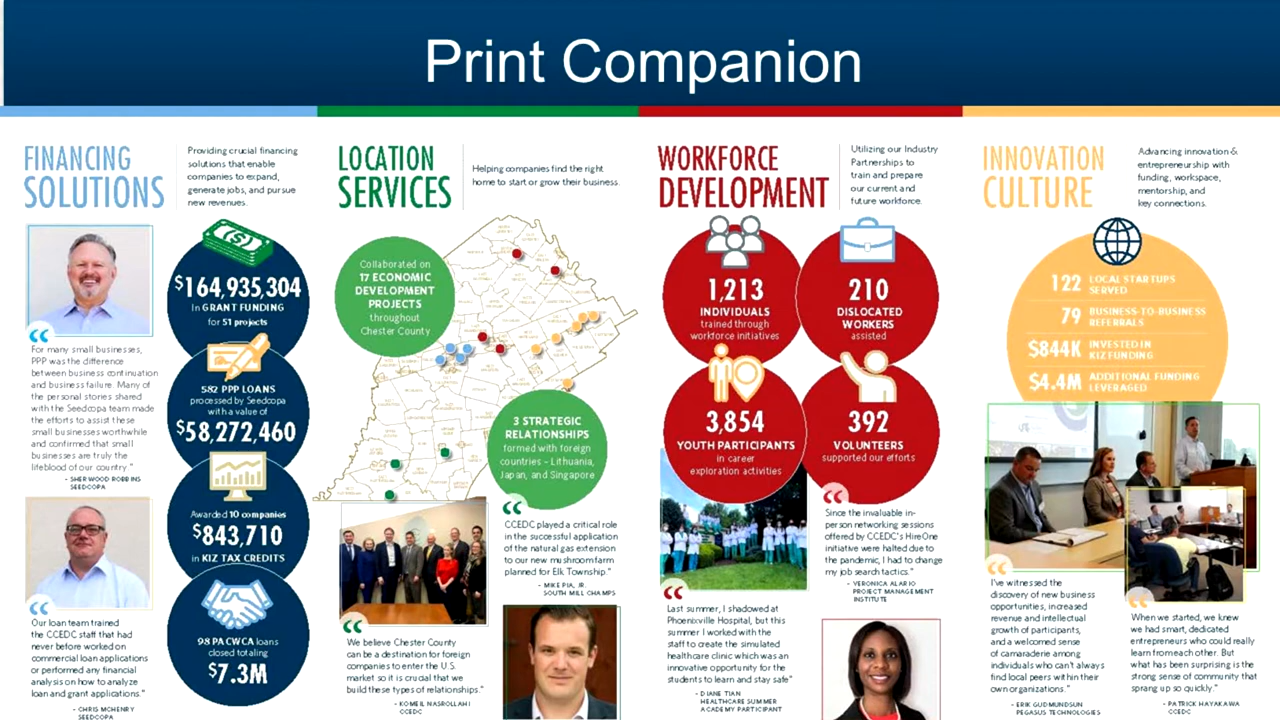 Print Companion
FINANCING
SOLUTIONS
Providing crucial financing
solutions that enable
companies to expand,
generate jobs, and pursue
new revenues.
$164,935,304
in GRANT FUNDING
for 51 projects
582 PPP LOANS
processed by Seedcopa
with a value of
$58,272,460
Awarded 10 companies
$843,710
in KIZ TAX CREDITS
98 PA CWCA loans
closed totaling
$7.3M
For many small businesses,
PPP was the difference
between business continuation
and business failure. Many of
the personal stories shared
with the Seedcopa team made
the efforts to assist these
small businesses worthwhile
and confirmed that small
businesses are truly the
lifeblood of our county."
- SHERWOOD ROBBINS
SEEDCOPA
Our loan team trained
the CCEDC staff that had
never before worked on
commercial loan applications
or performed any financial
analysis on how to analyze
loan and grant applications."
- CHRIS MCHENRY
SEEDCOPA
LOCATION
SERVICES
Helping companies find the right
home to start or grow their business.
Collaborated on
17 ECONOMIC
DEVELOPMENT
PROJECTS
throughout
Chester County
3 STRATEGIC
RELATIONSHIPS
formed with foreign
countries – Lithuania,
Japan, and Singapore
CCEDC played a critical role
in the successful application
of the natural gas extension
to our new mushroom farm
planned for Elk Township."
- MIKE PIA, JR.
SOUTH MILL CHAMPS
We believe Chester County
can be a destination for foreign
companies to enter the U.S.
market so it is crucial that we
build these types of relationships."
- KOMEIL NASROLLAHI
CCEDC
WORKFORCE
DEVELOPMENT
Utilizing our Industry
Partnerships to
train and prepare
our current and
future workforce.
1,213
INDIVIDUALS
trained through
workforce initiatives
210
DISLOCATED
WORKERS
assisted
3,854
YOUTH PARTICIPANTS
in career
exploration activities
392
VOLUNTEERS
supported our efforts
Since the invaluable in-
person networking sessions
offered by CCEDC's HireOne
initiative were halted due to
the pandemic, I had to change
my job search tactics."
- VERONICA ALARIO
PROJECT MANAGEMENT
INSTITUTE
Last summer, I shadowed at
Phoenixville Hospital, but this
summer I worked with the
staff to create the simulated
healthcare clinic which was an
innovative opportunity for the
students to learn and stay safe"
- DIANE TIAN
HEALTHCARE SUMMER
ACADEMY PARTICIPANT
INNOVATION
CULTURE
Advancing innovation &
entrepreneurship with
funding, workspace,
mentorship, and
key connections.
122 LOCAL STARTUPS
SERVED
79 BUSINESS-TO-BUSINESS
REFERRALS
$844K INVESTED IN
KIZ FUNDING
$4.4M ADDITIONAL FUNDING
LEVERAGED
I've witnessed the
discovery of new business
opportunities, increased
revenue and intellectual
growth of participants,
and a welcomed sense
of camaraderie among
individuals who can't always
find local peers within their
own organizations."
- ERIK GUDMUNDSUN
PEGASUS TECHNOLOGIES
When we started, we knew
we had smart, dedicated
entrepreneurs who could really
learn from each other. But
what has been surprising is the
strong sense of community that
sprang up so quickly."
- PATRICK HAYAKAWA
CCEDC